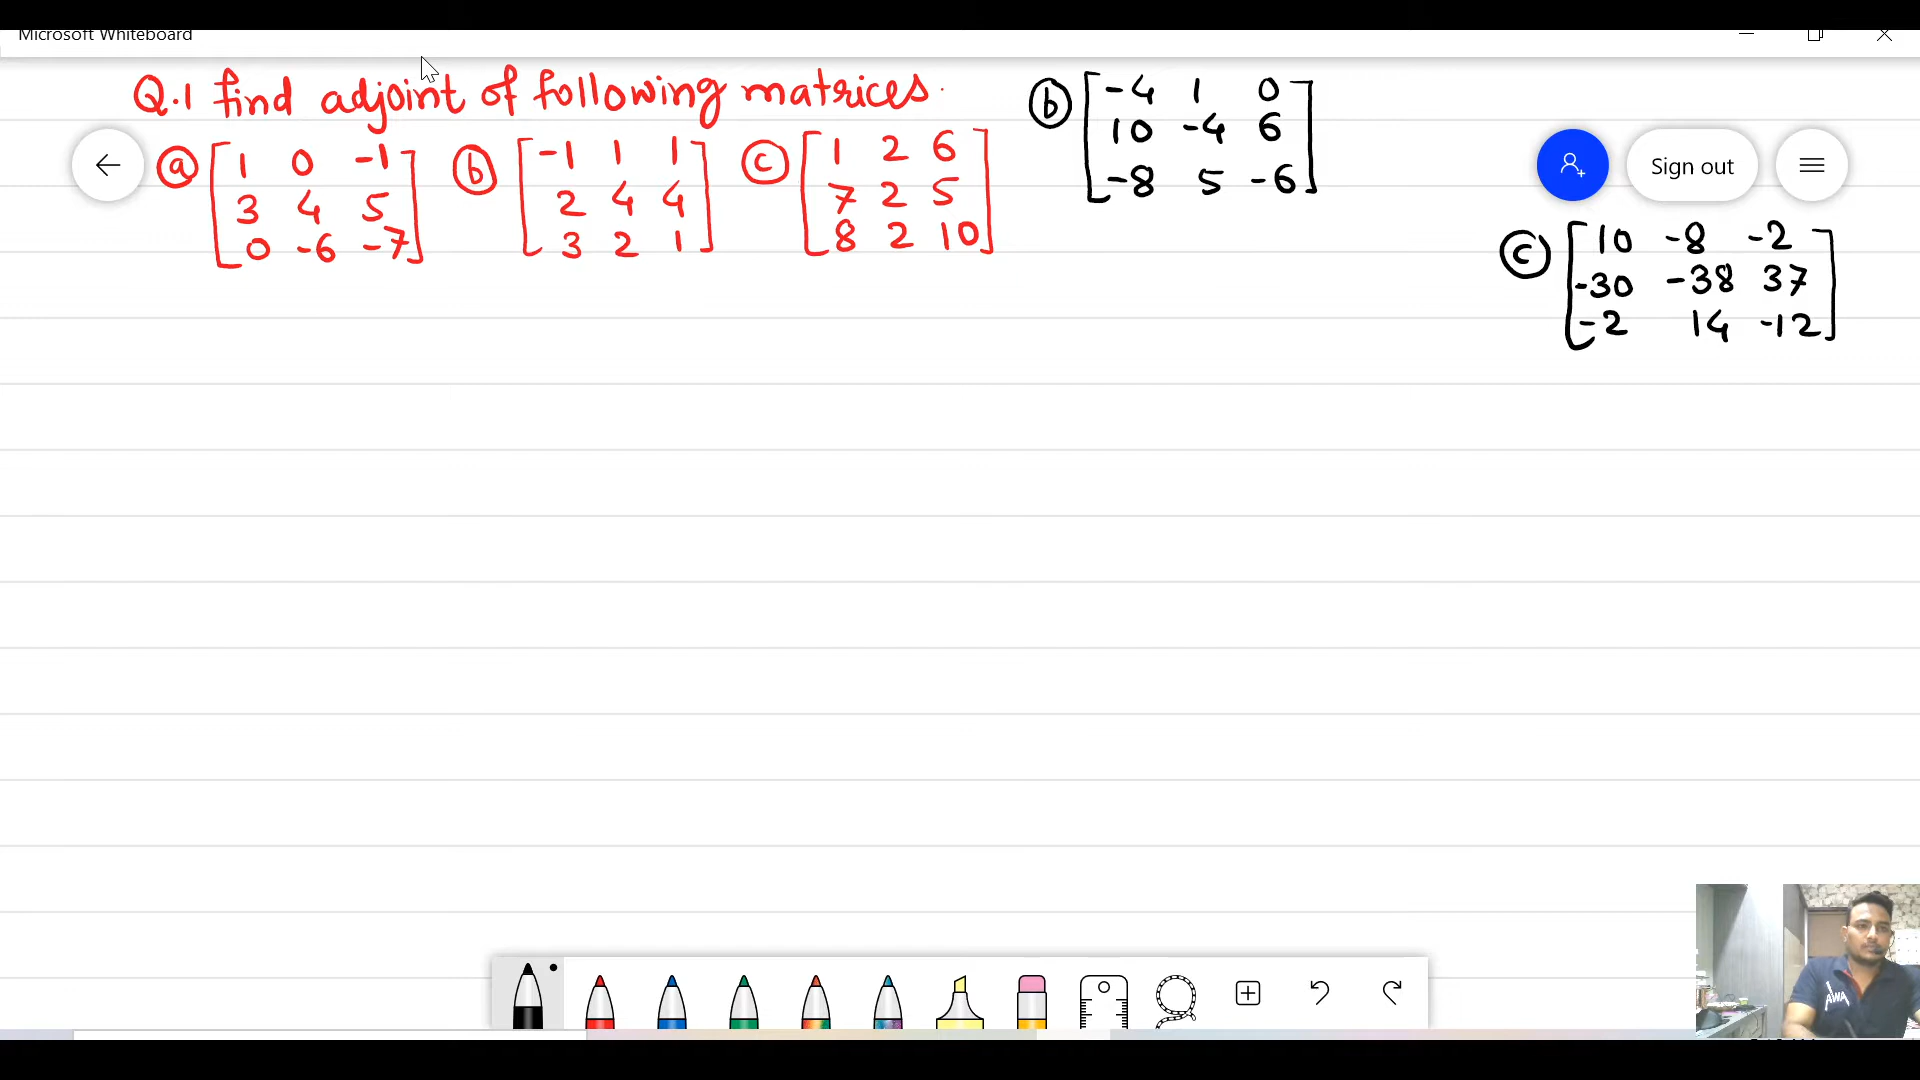 Microsoft Whiteboard
Q.1 find adjoint of following matrices.
a [1 0 -1
3 4 5
0 -6 -7]
b [-1 1 1
2 4 4
3 2 1]
c [1 2 6
7 2 5
8 2 10]
b [-4 1 0
10 -4 6
-8 5 -6]
Sign out
c [10 -8 -2
-30 -38 37
-2 14 -12]
AWA